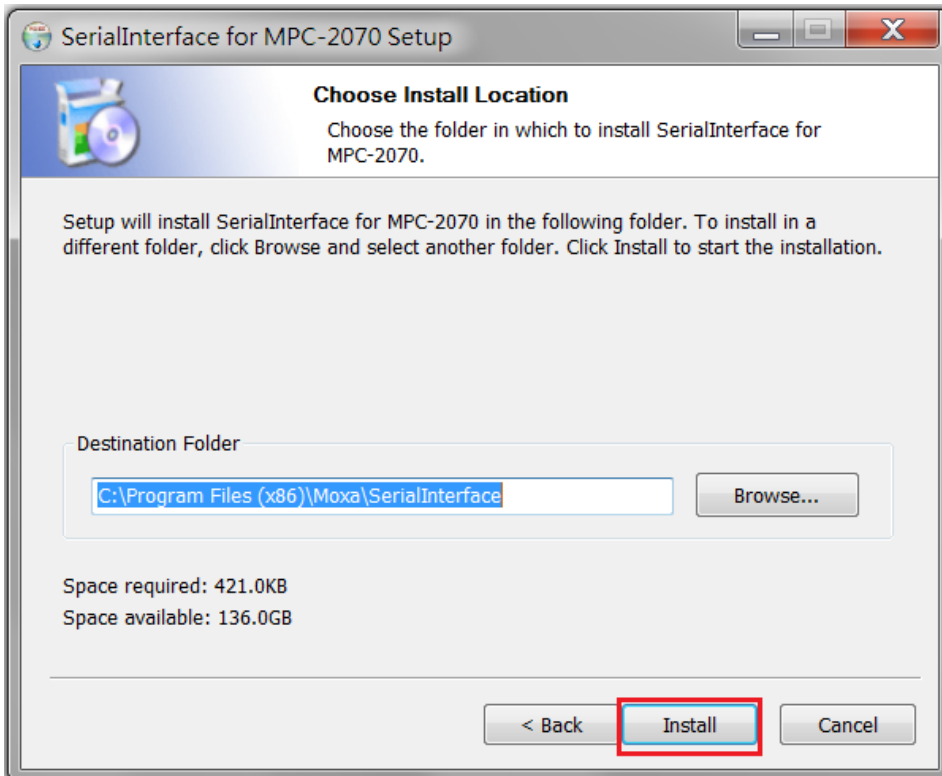 SerialInterface for MPC-2070 Setup
Choose Install Location
Choose the folder in which to install SerialInterface for
MPC-2070.
Setup will install SerialInterface for MPC-2070 in the following folder. To install in a
different folder, click Browse and select another folder. Click Install to start the installation.
Destination Folder
C:\Program Files (x86)\Moxa\SerialInterface
Browse...
Space required: 421.0KB
Space available: 136.0GB
< Back
Install
Cancel